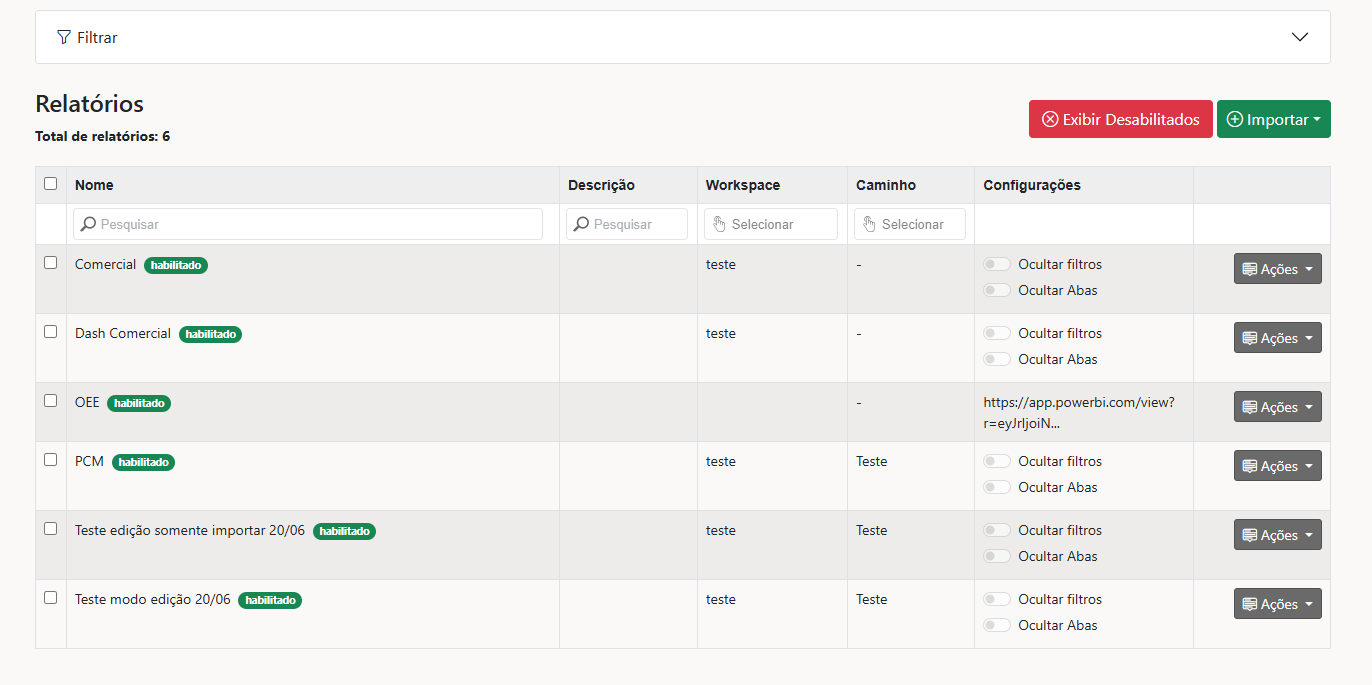 Filtrar
Relatórios
Total de relatórios: 6
Exibir Desabilitados Importar
Nome Descrição Workspace Caminho Configurações
Pesquisar Pesquisar Selecionar Selecionar
Comercial habilitado teste - Ocultar filtros Ações
Ocultar Abas
Dash Comercial habilitado teste - Ocultar filtros Ações
Ocultar Abas
OEE habilitado - https://app.powerbi.com/view? Ações
r=eyJrIjoiN...
PCM habilitado teste Teste Ocultar filtros Ações
Ocultar Abas
Teste edição somente importar 20/06 habilitado teste Teste Ocultar filtros Ações
Ocultar Abas
Teste modo edição 20/06 habilitado teste Teste Ocultar filtros Ações
Ocultar Abas